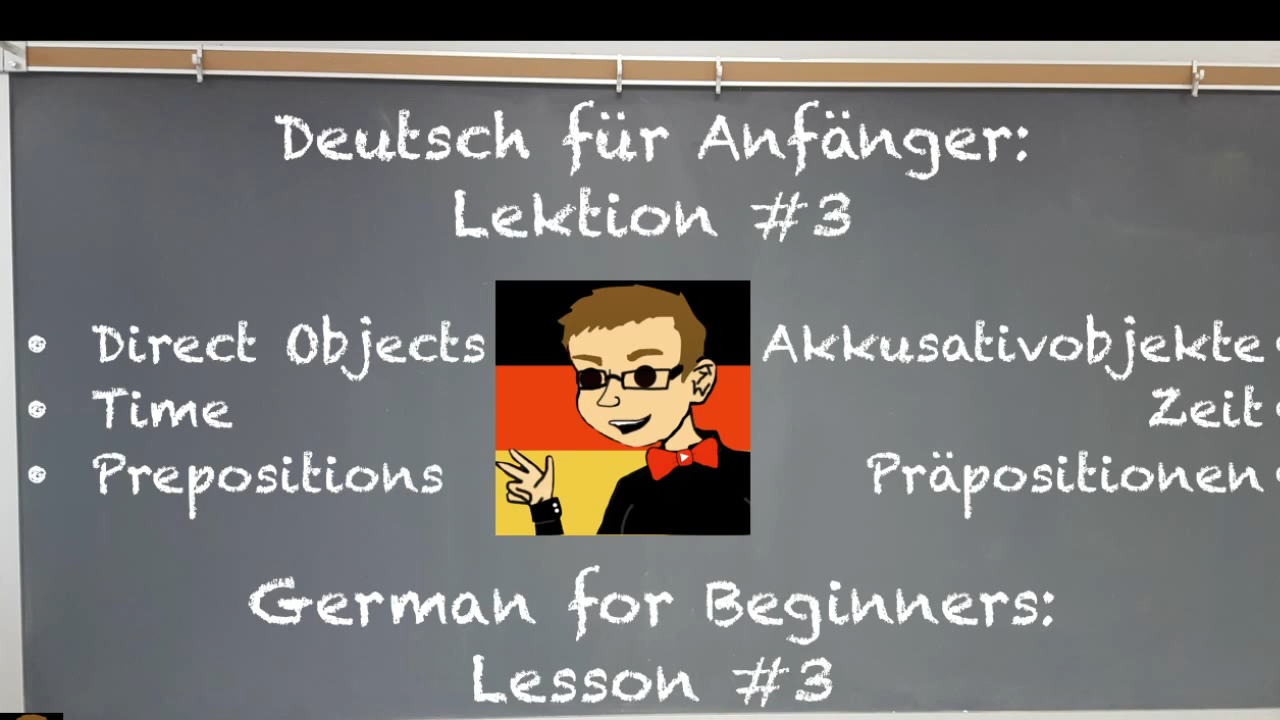 Deutsch für Anfänger:
Lektion #3
• Direct Objects
• Time
• Prepositions
Akkusativobjekte •
Zeit •
Präpositionen •
German for Beginners:
Lesson #3